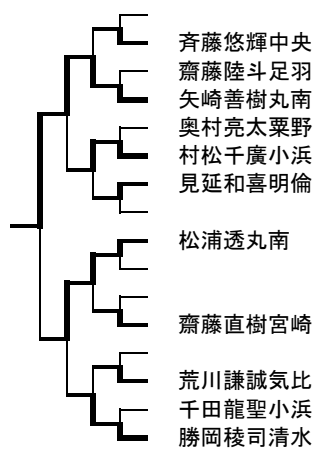 斉藤悠輝中央
齋藤陸斗足羽
矢崎善樹丸南
奥村亮太粟野
村松千廣小浜
見延和喜明倫
松浦透丸南
齋藤直樹宮崎
荒川謙誠気比
千田龍聖小浜
勝岡稜司清水